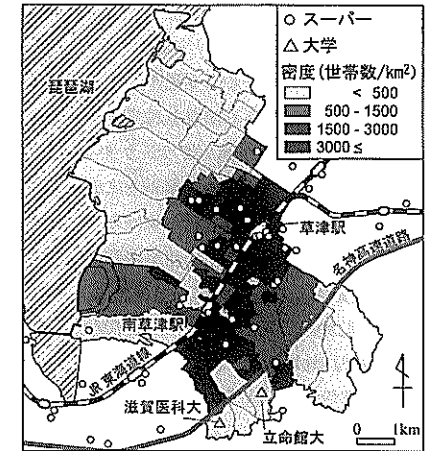 スーパー
大学
密度(世帯数/km²)
< 500
500 - 1500
1500 - 3000
3000 ≤
琵琶湖
草津駅
名神高速道路
南草津駅
JR東海道線
滋賀医科大
立命館大
0 1km